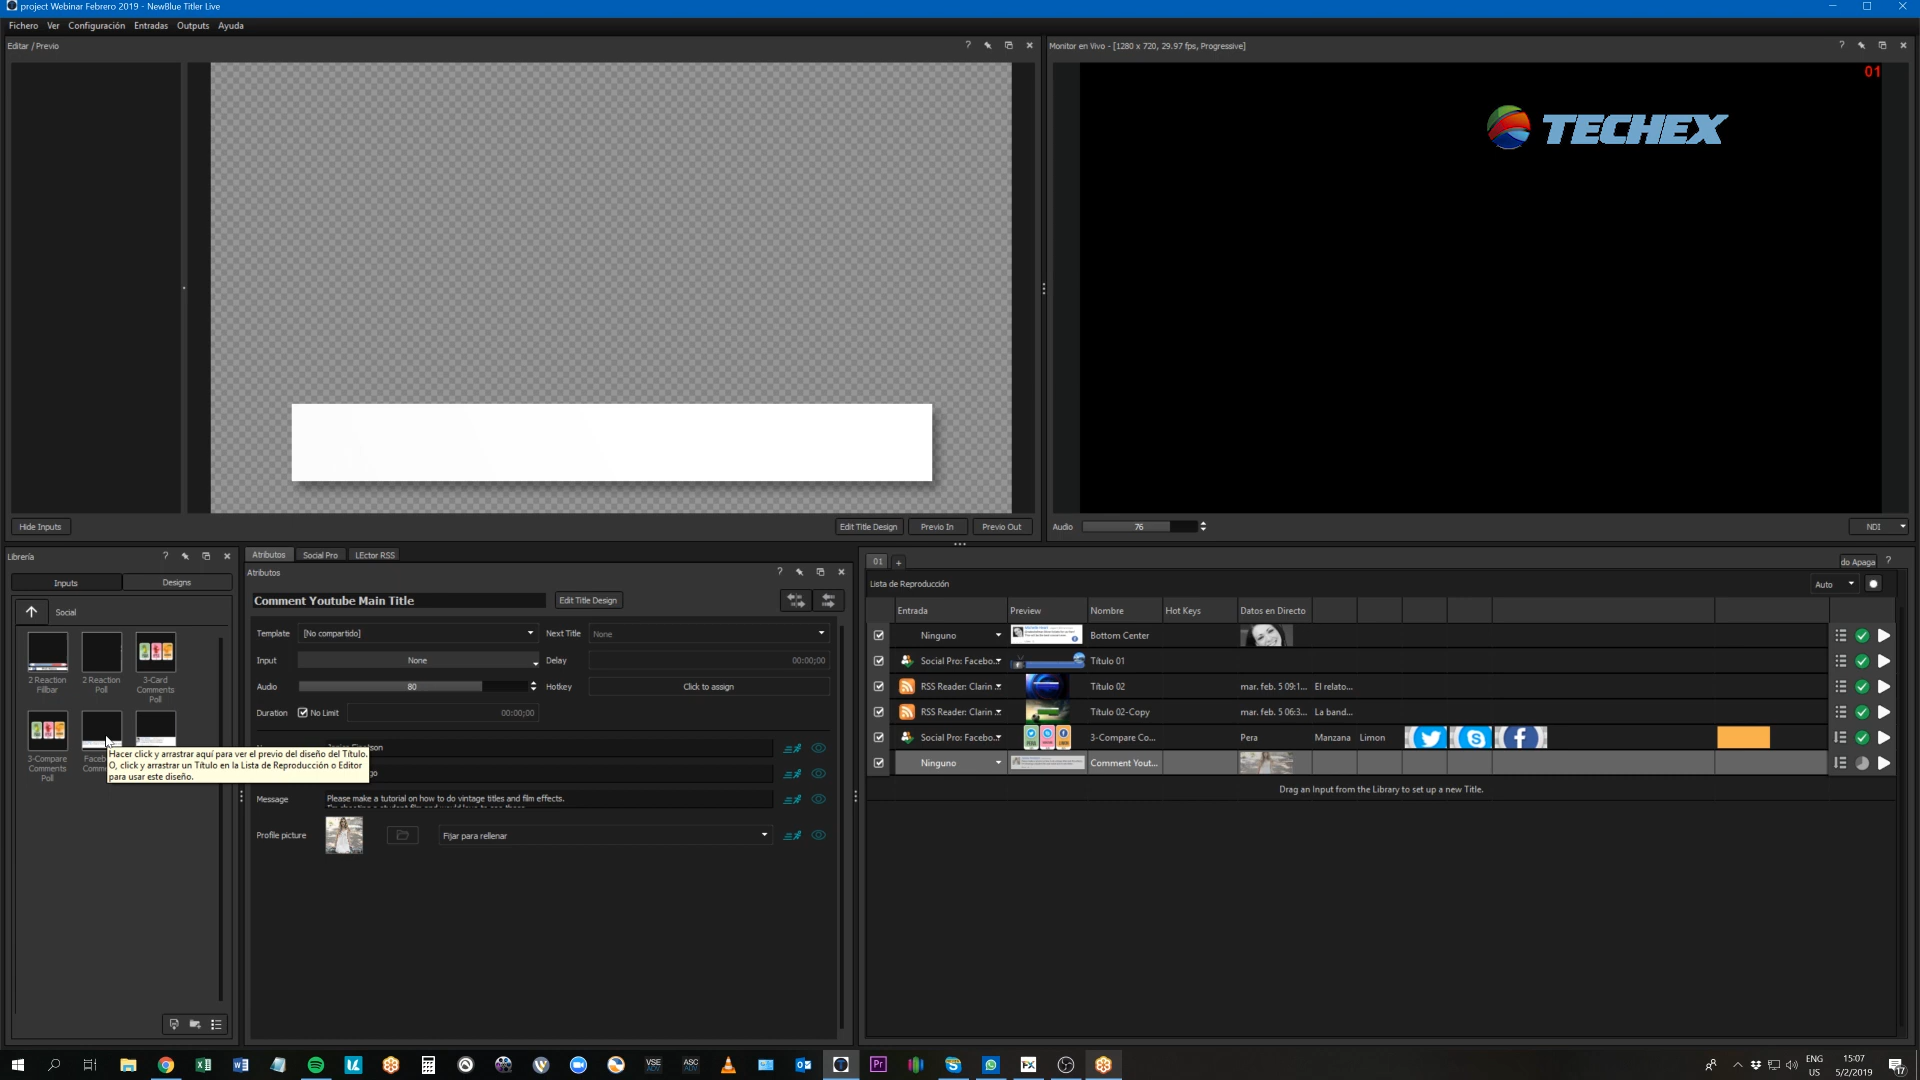 project Webinar Febrero 2019 - NewBlue Titler Live
Fichero Ver Configuración Entradas Outputs Ayuda
Editar / Previo
Monitor en Vivo - [1280 x 720, 29.97 fps, Progressive]
01
TECHEX
Hide Inputs
Edit Title Design
Previo In
Previo Out
Audio
76
NDI
Librería
Inputs
Designs
Social
2 Reaction
Fillbar
2 Reaction
Poll
3-Card
Comments
Poll
3-Compare
Comments
Poll
Hacer click y arrastrar aquí para ver el previo del diseño del Título.
O, click y arrastrar un Título en la Lista de Reproducción o Editor
para usar este diseño.
Atributos
Social Pro
LEctor RSS
Atributos
Comment Youtube Main Title
Edit Title Design
Template
[No compartido]
Next Title
None
Input
None
Delay
00:00;00
Audio
80
Hotkey
Click to assign
Duration
No Limit
00:00;00
Message
Please make a tutorial on how to do vintage titles and film effects.
Profile picture
Fijar para rellenar
01
+
do Apaga
Lista de Reproducción
Auto
Entrada Preview Nombre Hot Keys Datos en Directo
Ninguno Bottom Center
Social Pro: Facebo... Título 01
RSS Reader: Clarin ... Título 02 mar. feb. 5 09:1... El relato...
RSS Reader: Clarin ... Título 02-Copy mar. feb. 5 06:3... La band...
Social Pro: Facebo... 3-Compare Co... Pera Manzana Limon
Ninguno Comment Yout...
Drag an Input from the Library to set up a new Title.
VSE
ADV
ASC
ADV
Pr
ENG
US
15:07
5/2/2019
17